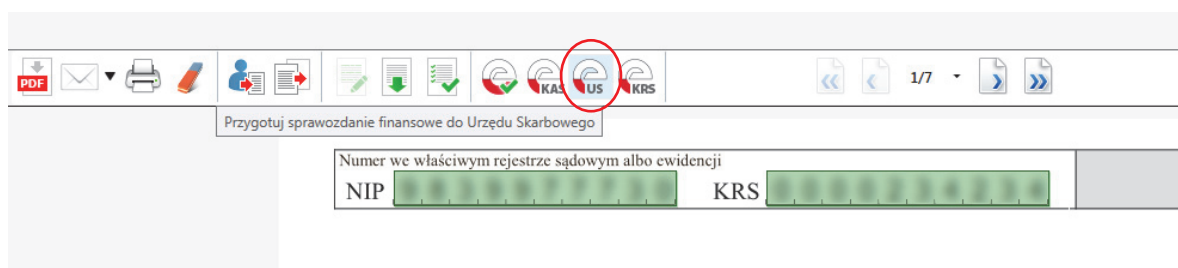 PDF KAS US KRS 1/7
Przygotuj sprawozdanie finansowe do Urzędu Skarbowego
Numer we właściwym rejestrze sądowym albo ewidencji
NIP KRS